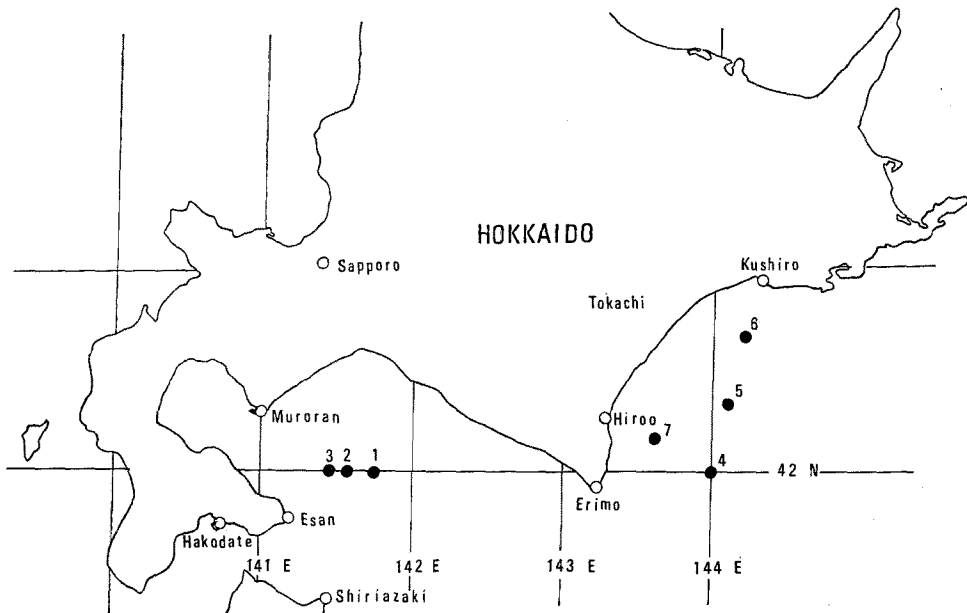 HOKKAIDO
Sapporo
Kushiro
Tokachi
6
5
Muroran
Hiroo
7
3 2 1
4
42 N
Erimo
Esan
Hakodate
141 E 142 E 143 E 144 E
Shiriazaki